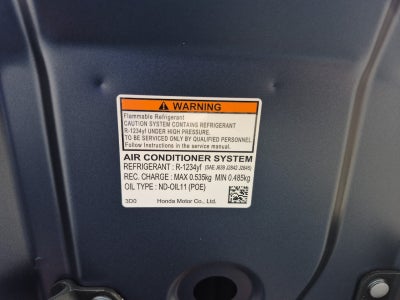 WARNING
Flammable Refrigerant
CAUTION SYSTEM CONTAINS REFRIGERANT
R-1234yf UNDER HIGH PRESSURE.
TO BE SERVICED ONLY BY QUALIFIED PERSONNEL.
Follow Instructions in the service manual.
AIR CONDITIONER SYSTEM
REFRIGERANT : R-1234yf (SAE J639 J2842 J2845)
REC. CHARGE : MAX 0.535kg MIN 0.485kg
OIL TYPE : ND-OIL11 (POE)
3D0 Honda Motor Co., Ltd.